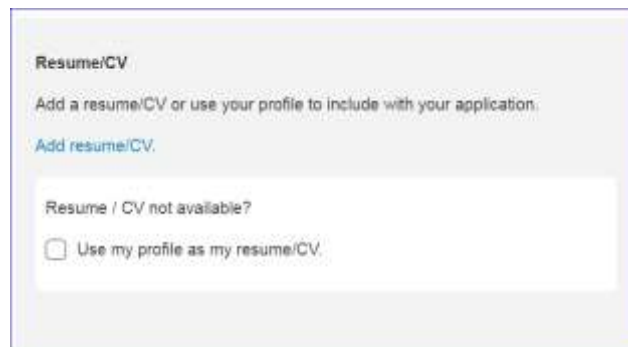 Resume/CV
Add a resume/CV or use your profile to include with your application.
Add resume/CV.
Resume / CV not available?
Use my profile as my resume/CV.